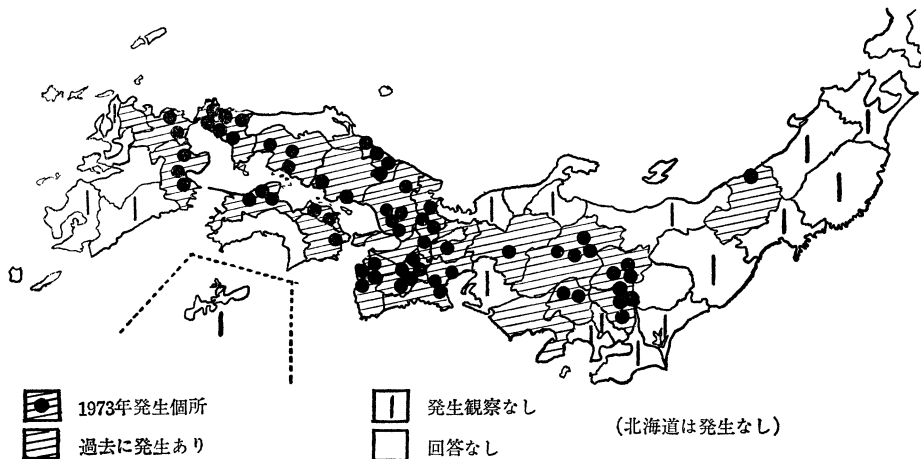 1973年発生個所
過去に発生あり
発生観察なし
回答なし
(北海道は発生なし)